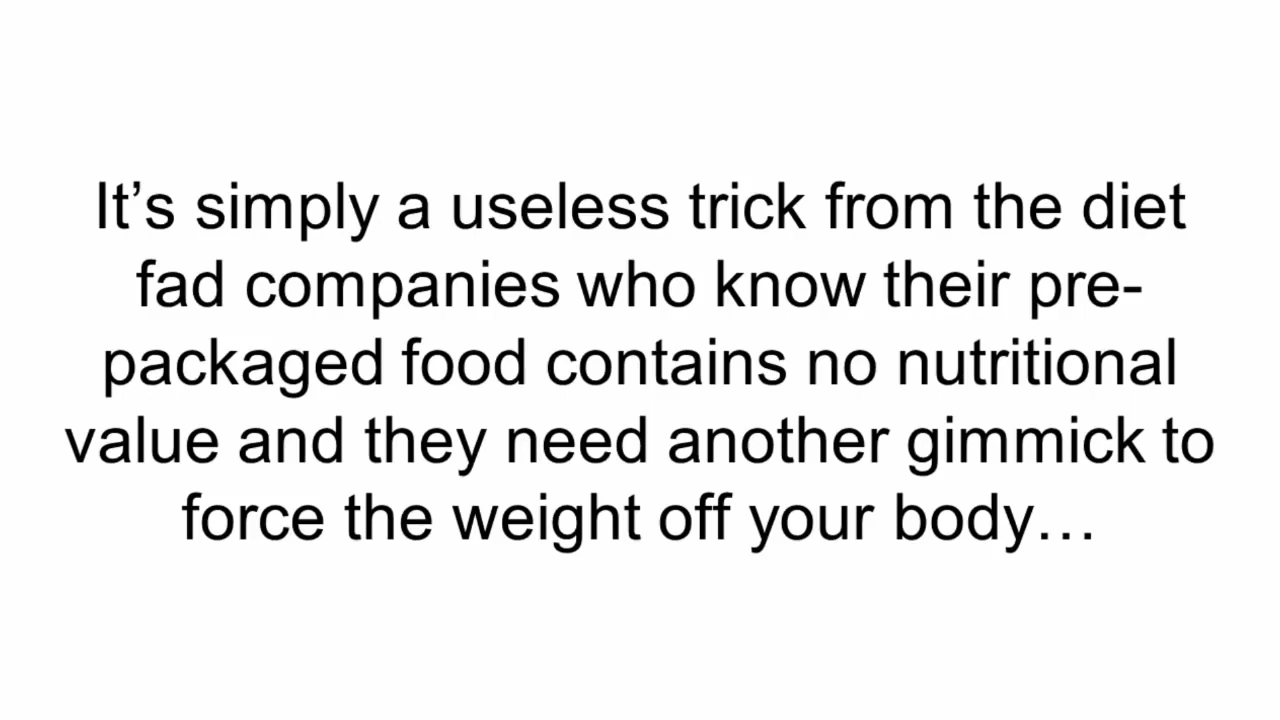 It’s simply a useless trick from the diet
fad companies who know their pre-
packaged food contains no nutritional
value and they need another gimmick to
force the weight off your body…